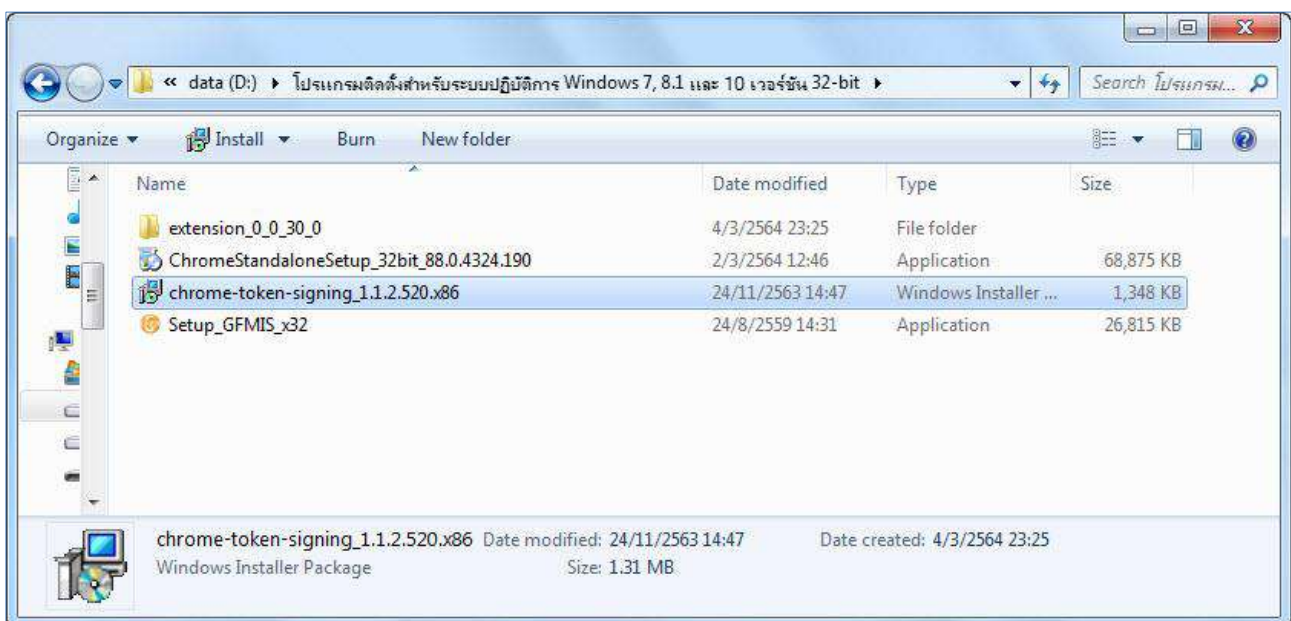 « data (D:) ▸ โปรแกรมติดตั้งสำหรับระบบปฏิบัติการ Windows 7, 8.1 และ 10 เวอร์ชัน 32-bit ▸ Search โปรแกรม...
Organize Install Burn New folder
Name Date modified Type Size
extension_0_0_30_0 4/3/2564 23:25 File folder
ChromeStandaloneSetup_32bit_88.0.4324.190 2/3/2564 12:46 Application 68,875 KB
chrome-token-signing_1.1.2.520.x86 24/11/2563 14:47 Windows Installer ... 1,348 KB
Setup_GFMIS_x32 24/8/2559 14:31 Application 26,815 KB
chrome-token-signing_1.1.2.520.x86 Date modified: 24/11/2563 14:47 Date created: 4/3/2564 23:25
Windows Installer Package Size: 1.31 MB